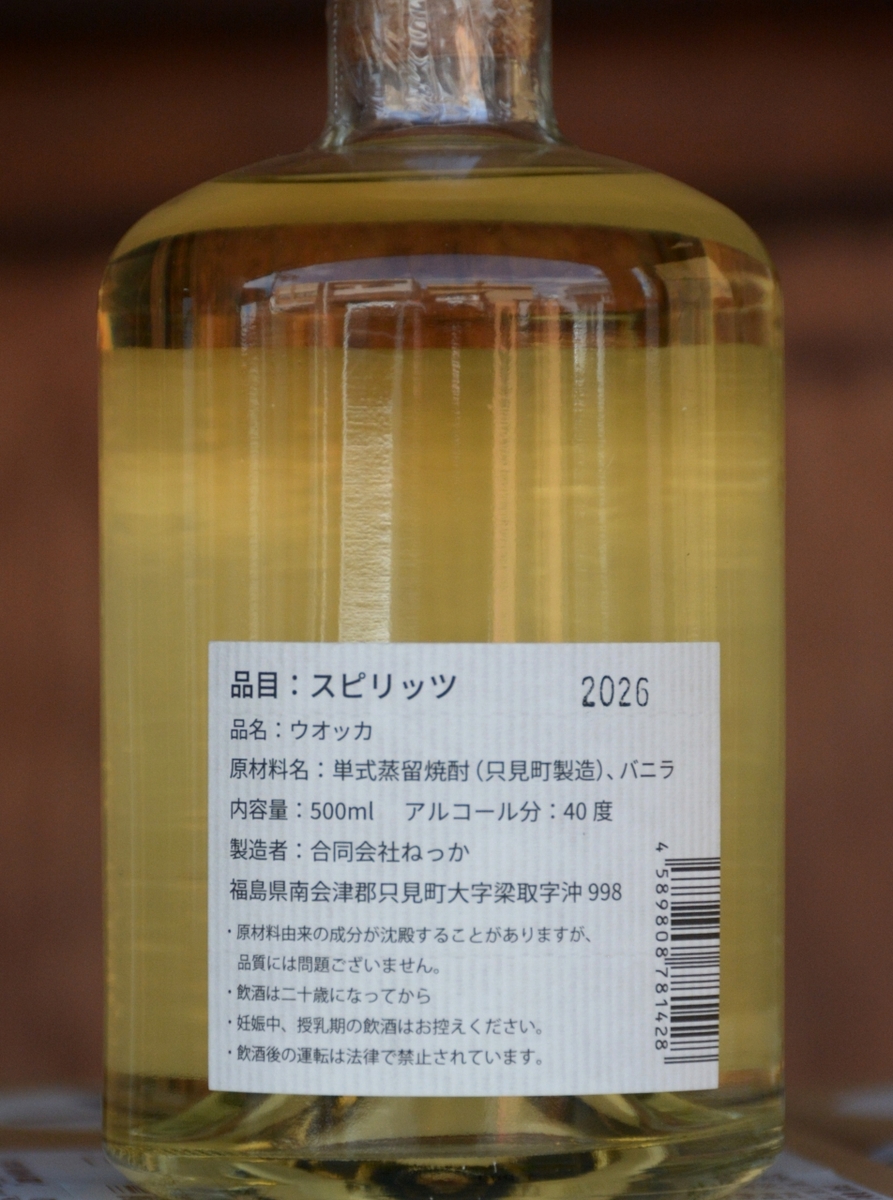 品目：スピリッツ 2026
品名：ウオッカ
原材料名：単式蒸留焼酎（只見町製造）、バニラ
内容量：500ml アルコール分：40度
製造者：合同会社ねっか
福島県南会津郡只見町大字梁取字沖998
・原材料由来の成分が沈殿することがありますが、
品質には問題ございません。
・飲酒は二十歳になってから
・妊娠中、授乳期の飲酒はお控えください。
・飲酒後の運転は法律で禁止されています。
4589808781428